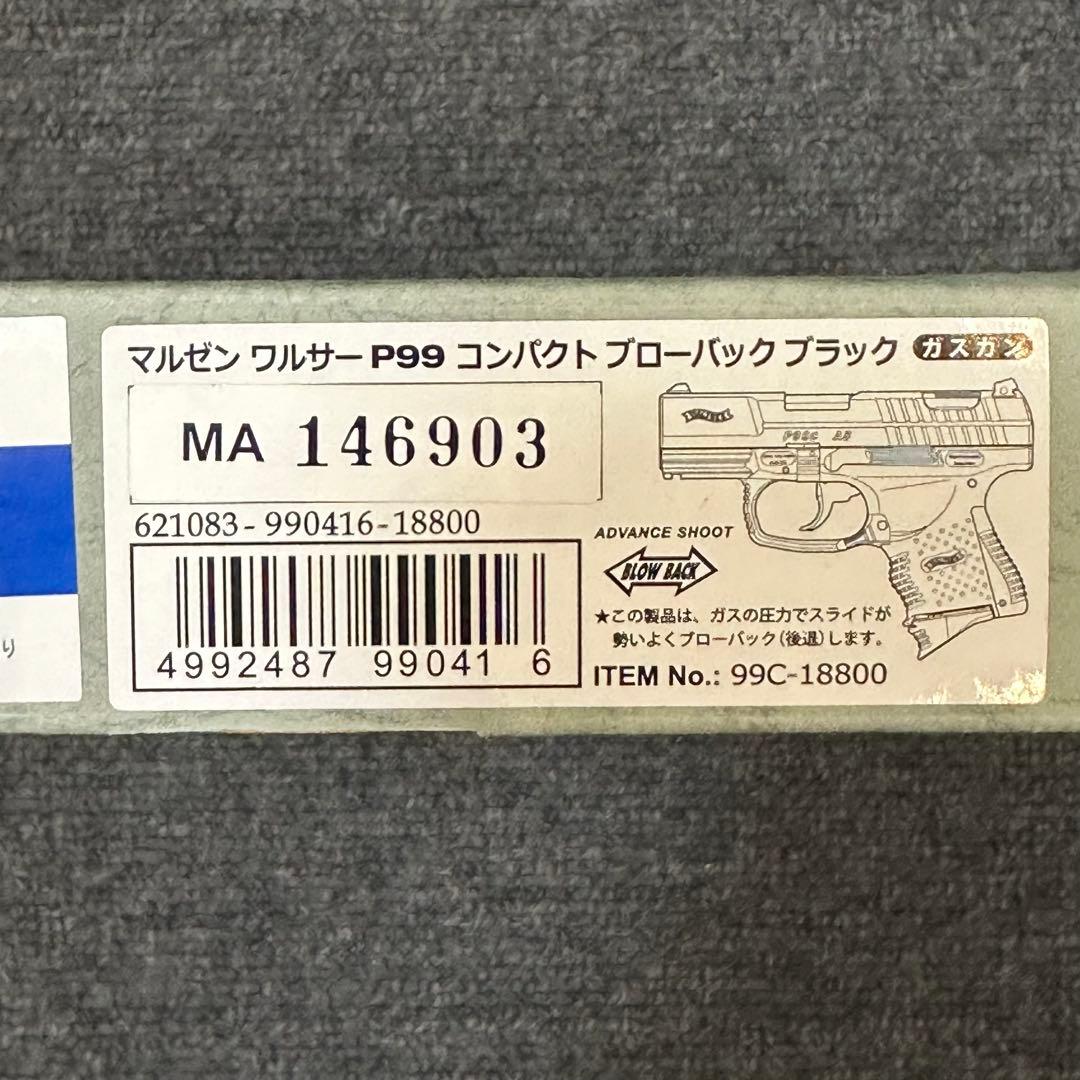 マルゼン ワルサー P99 コンパクト ブローバック ブラック ガスガン
MA 146903
621083-990416-18800
4992487 99041 6
P99c AS
ADVANCE SHOOT
BLOW BACK
★この製品は、ガスの圧力でスライドが
勢いよくブローバック(後退)します。
ITEM No.: 99C-18800
り